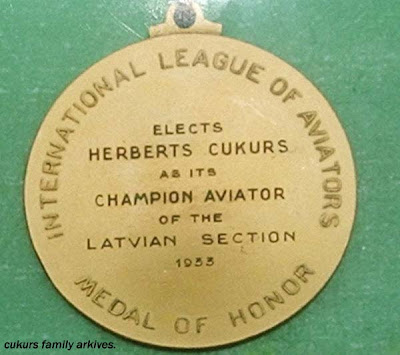 INTERNATIONAL LEAGUE OF AVIATORS
ELECTS
HERBERTS CUKURS
AS ITS
CHAMPION AVIATOR
OF THE
LATVIAN SECTION
1933
MEDAL OF HONOR
cukurs family arkives.